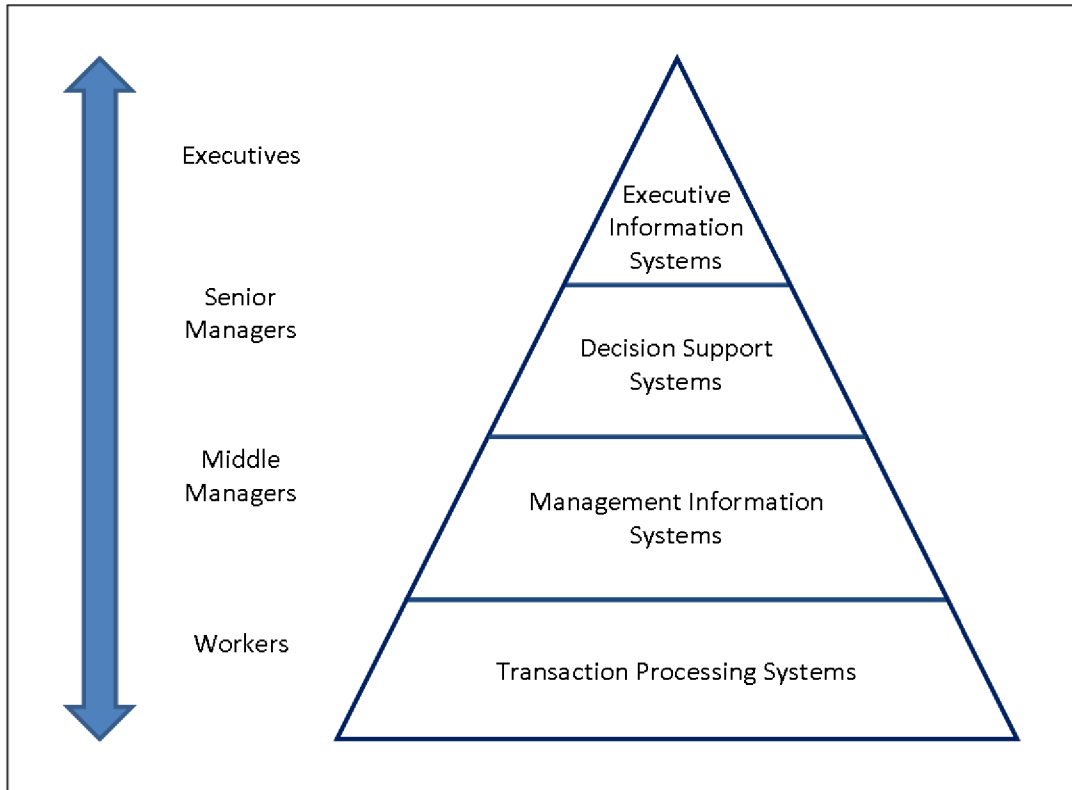 Executives
Executive
Information
Systems
Senior
Managers
Decision Support
Systems
Middle
Managers
Management Information
Systems
Workers
Transaction Processing Systems